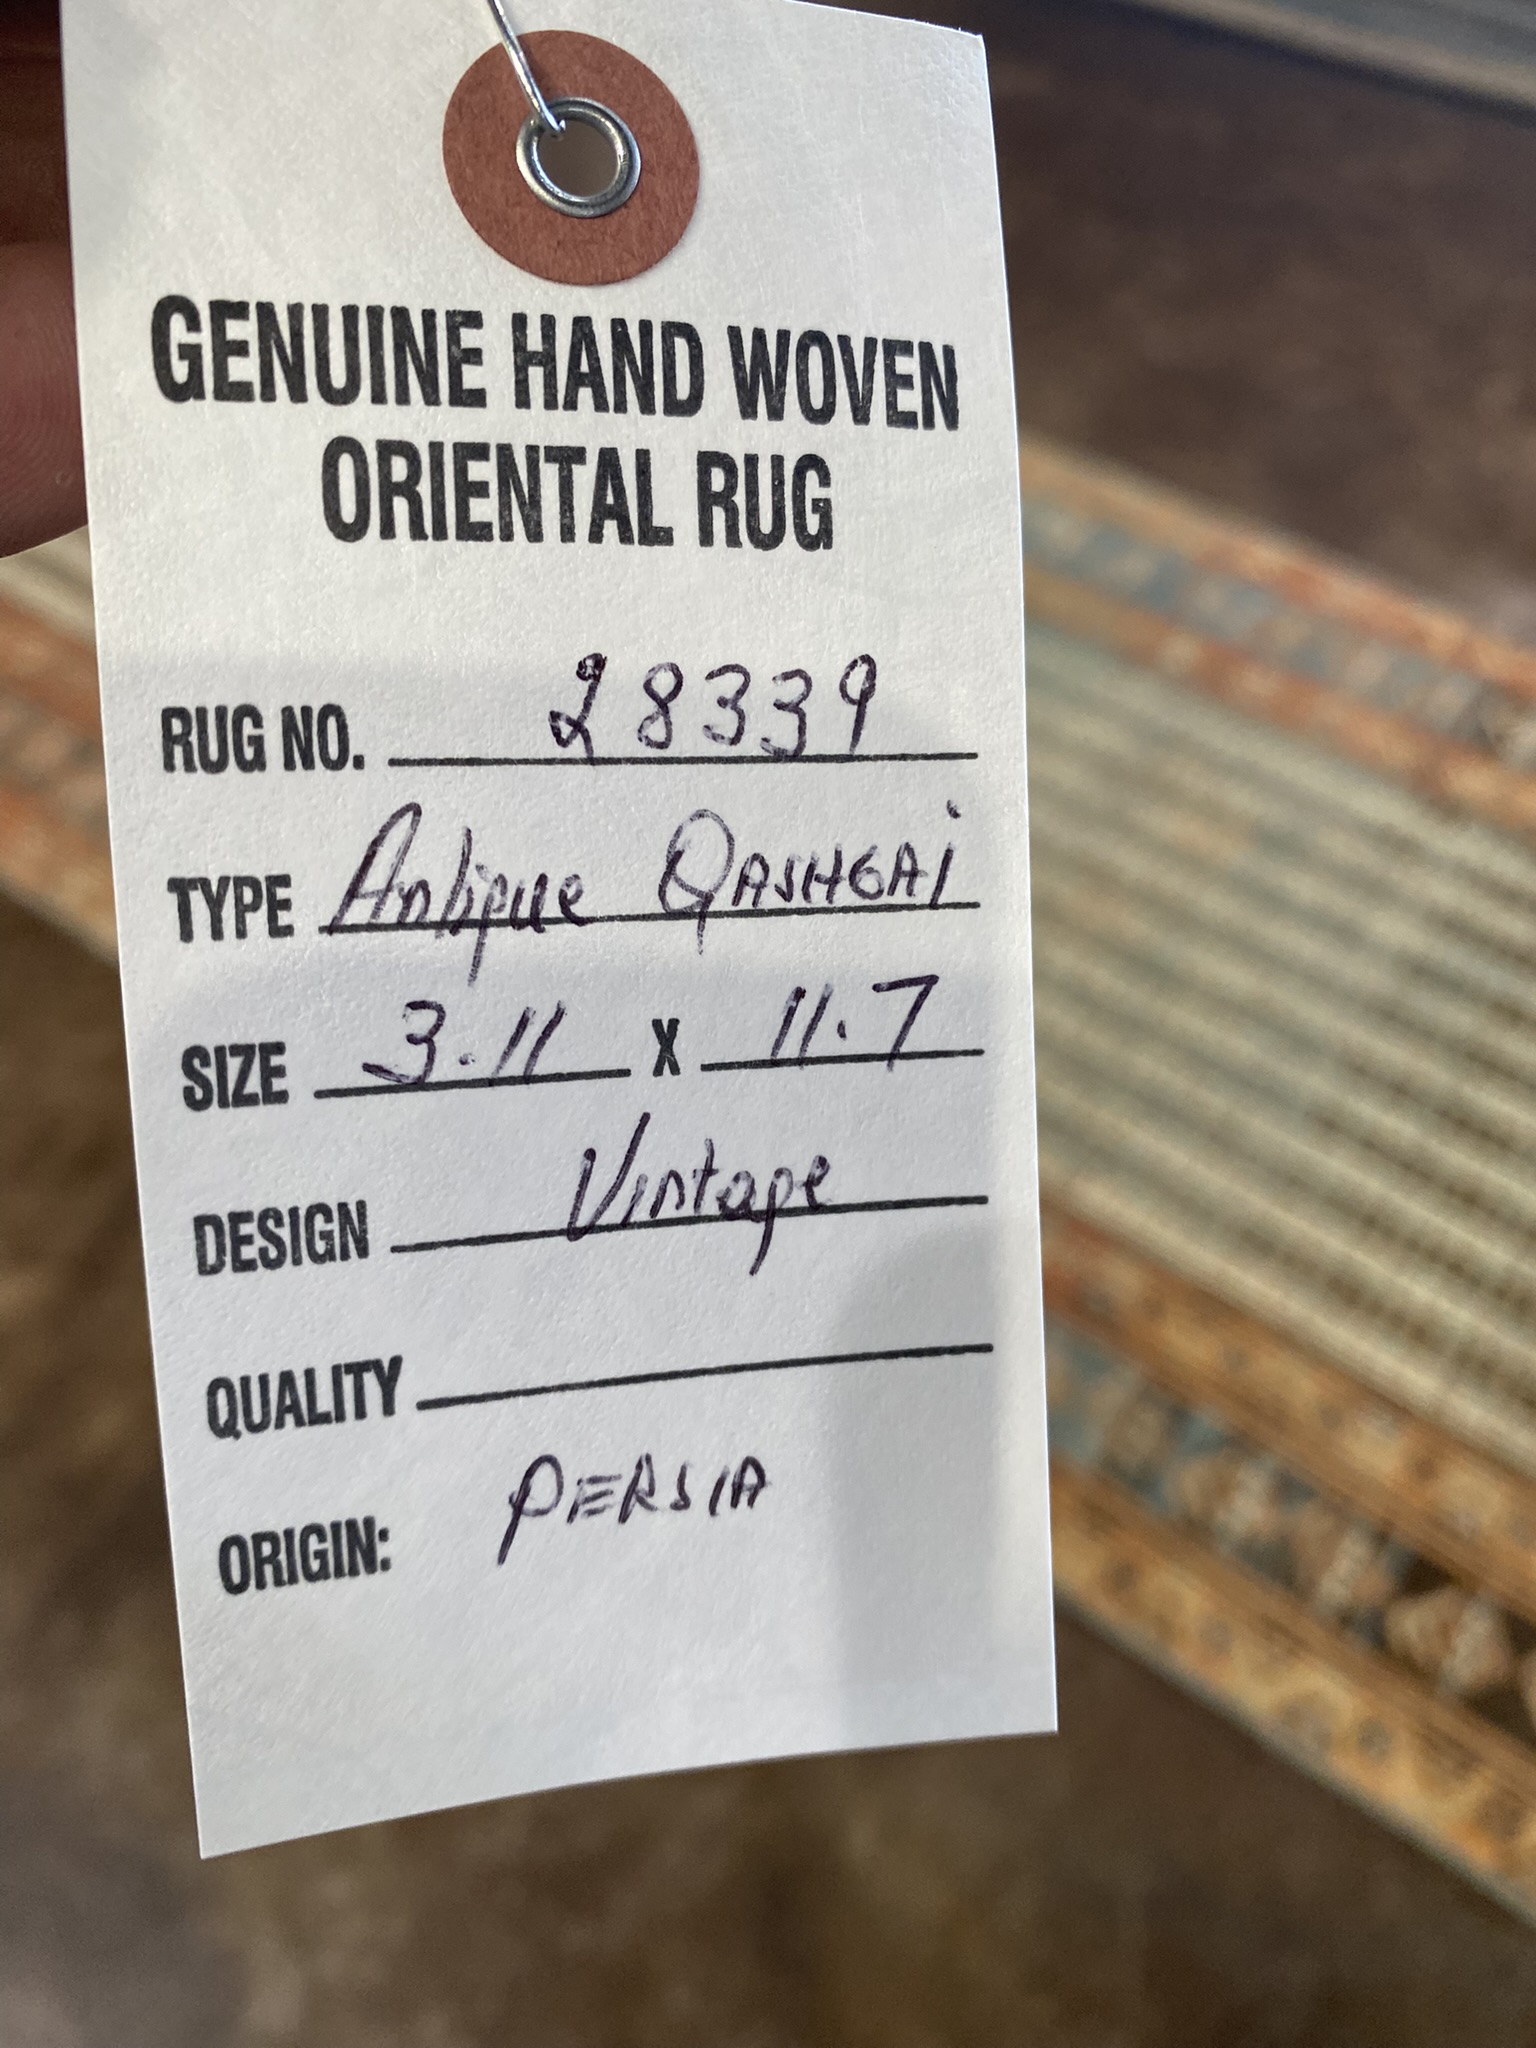 GENUINE HAND WOVEN
ORIENTAL RUG
RUG NO. 28339
TYPE Antique QASHGAi
SIZE 3.11 X 11.7
DESIGN Vintage
QUALITY
ORIGIN: PERSIA